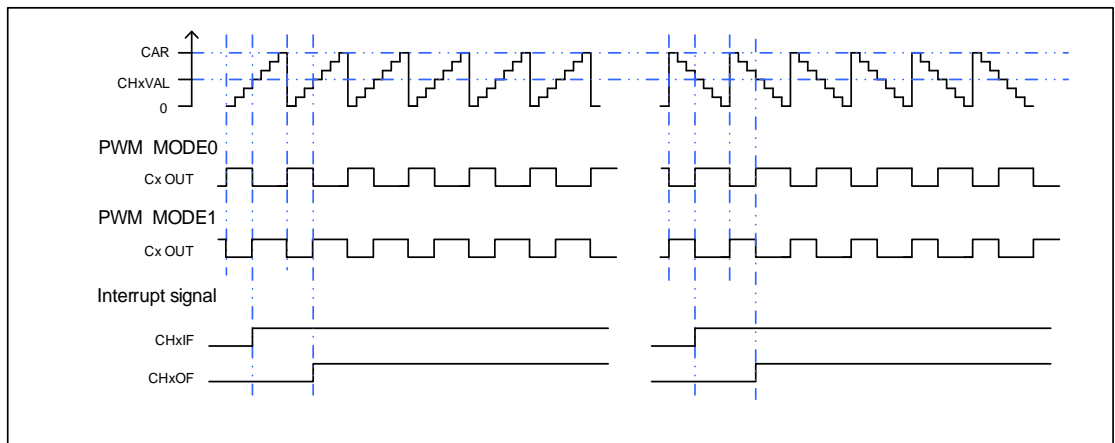 CAR
CHxVAL
0
PWM MODE0
Cx OUT
PWM MODE1
Cx OUT
Interrupt signal
CHxIF
CHxOF